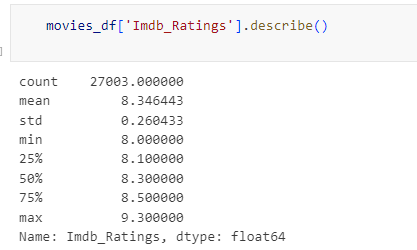 movies_df['Imdb_Ratings'].describe()
count    27003.000000
mean         8.346443
std          0.260433
min          8.000000
25%          8.100000
50%          8.300000
75%          8.500000
max          9.300000
Name: Imdb_Ratings, dtype: float64